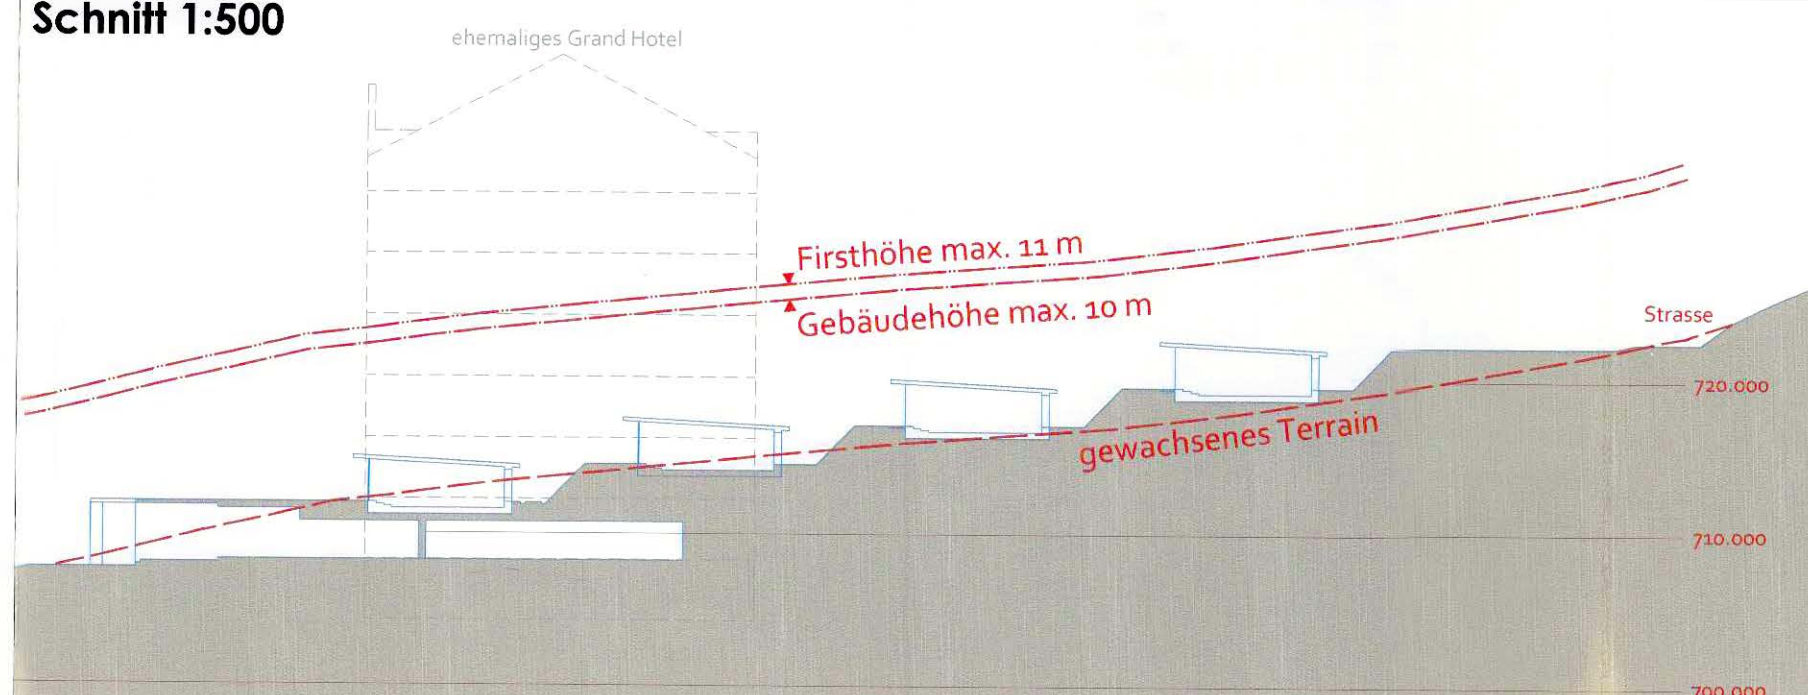 Schnitt 1:500
ehemaliges Grand Hotel
Firsthöhe max. 11 m
Gebäudehöhe max. 10 m
Strasse
720.000
gewachsenes Terrain
710.000
700.000